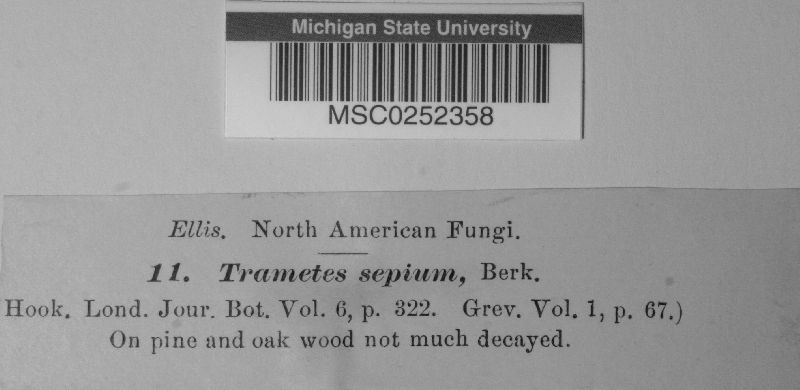 Michigan State University
MSC0252358
Ellis. North American Fungi.
11. Trametes sepium, Berk.
Hook. Lond. Jour. Bot. Vol. 6, p. 322. Grev. Vol. 1, p. 67.)
On pine and oak wood not much decayed.